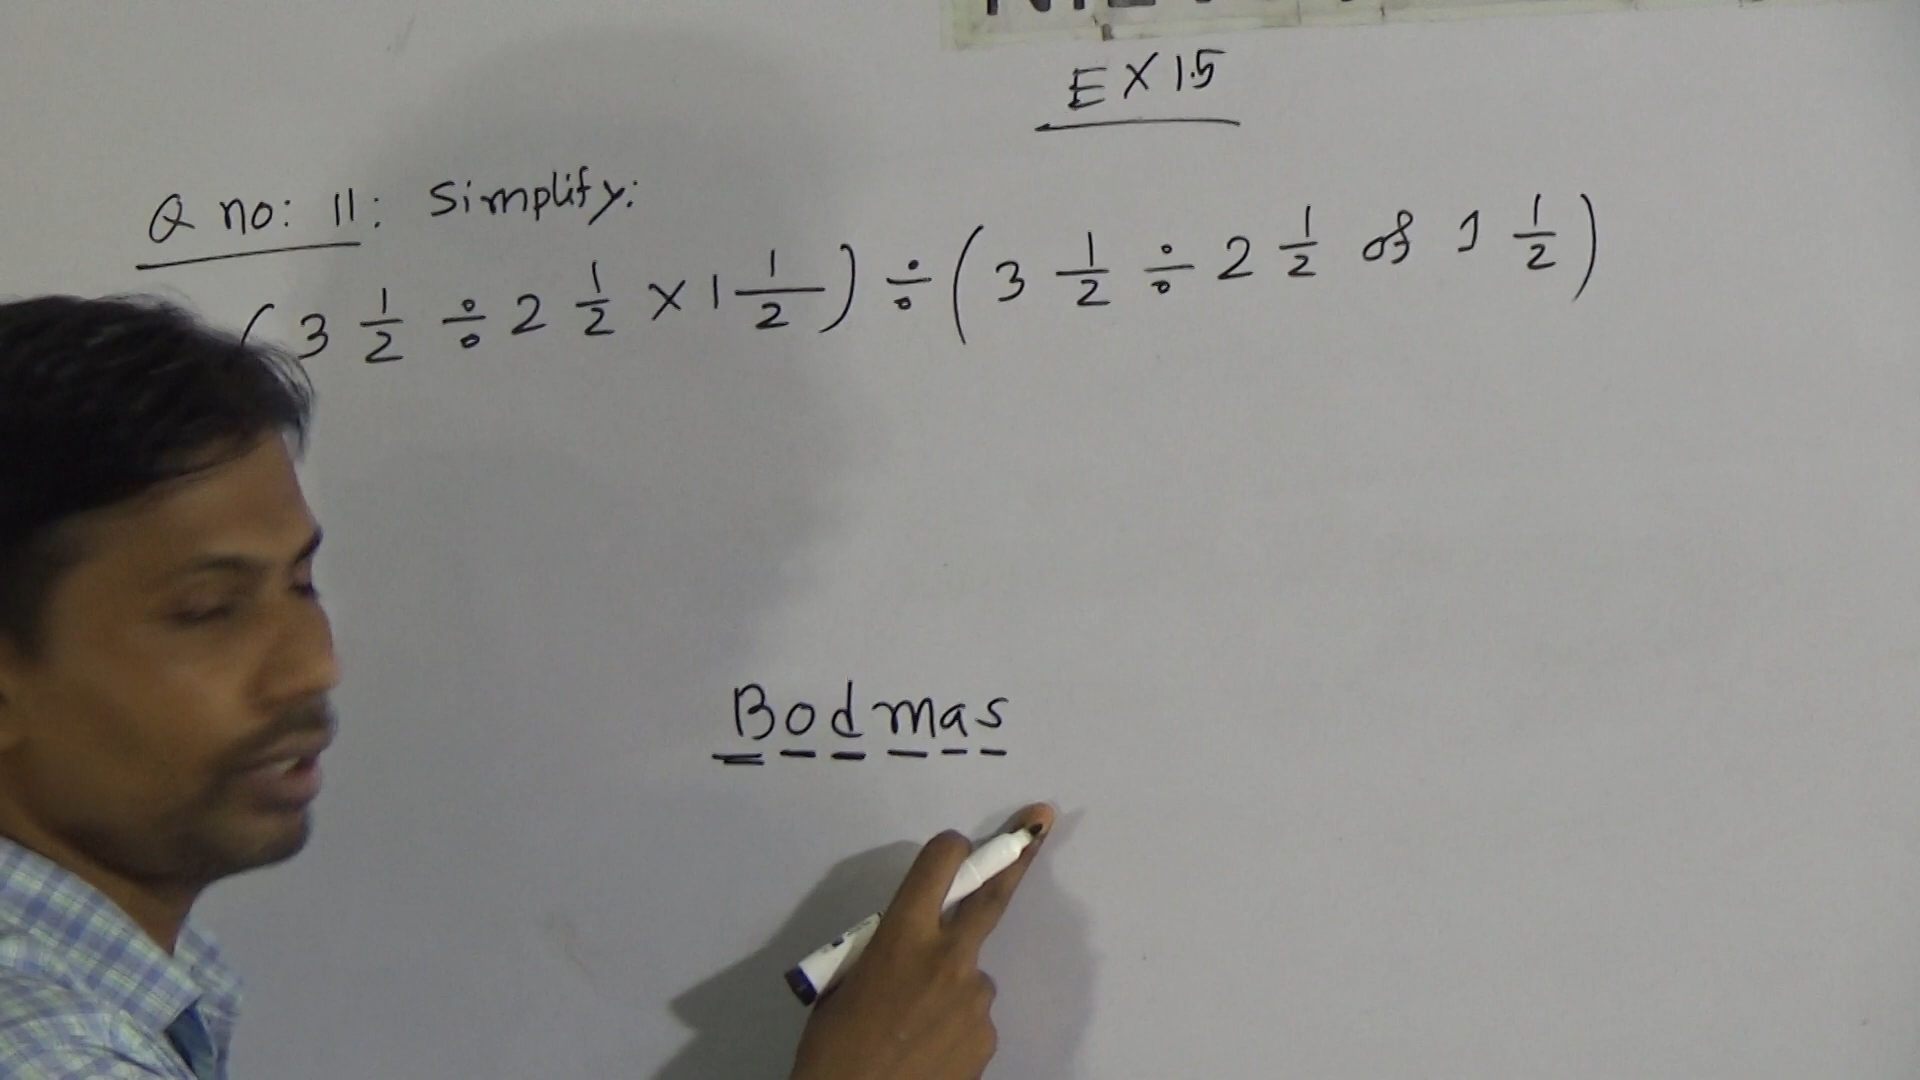 EX 1.5
Q no: 11: Simplify:
(3 1/2 ÷ 2 1/2 × 1 1/2) ÷ (3 1/2 ÷ 2 1/2 of 1 1/2)
Bodmas